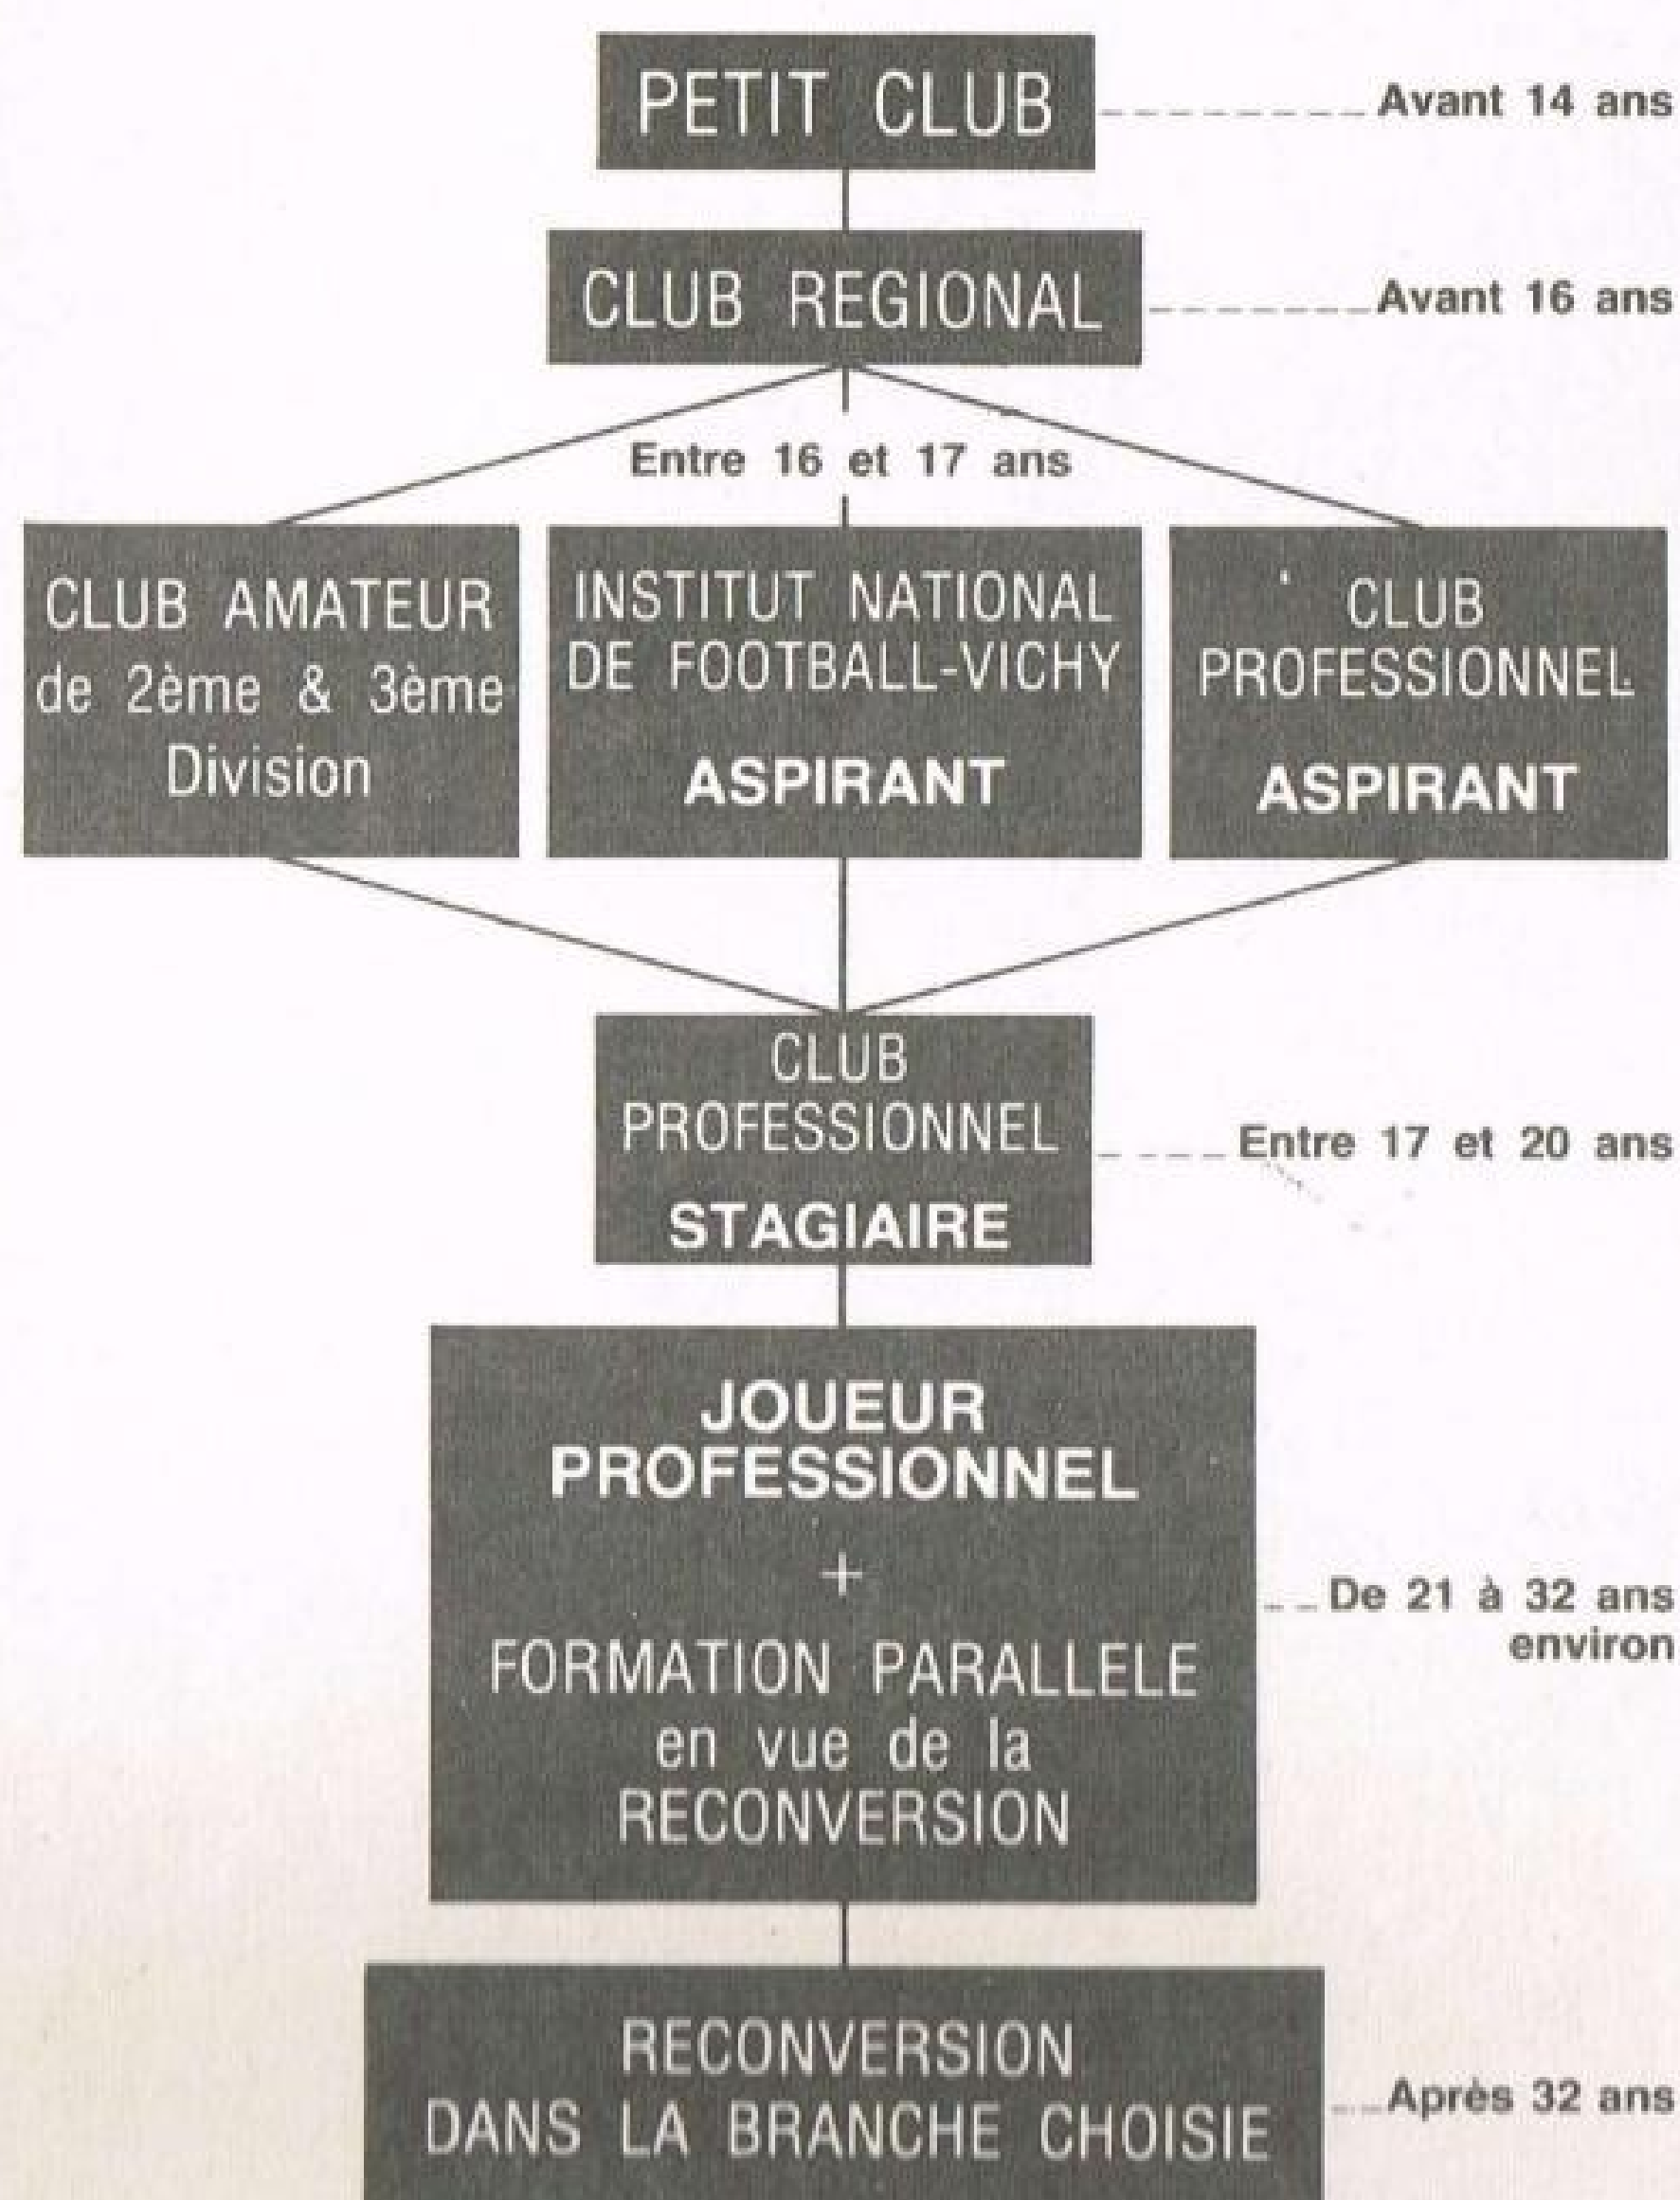 PETIT CLUB
Avant 14 ans
CLUB REGIONAL
Avant 16 ans
Entre 16 et 17 ans
CLUB AMATEUR
de 2ème & 3ème
Division
INSTITUT NATIONAL
DE FOOTBALL-VICHY
ASPIRANT
CLUB
PROFESSIONNEL
ASPIRANT
CLUB
PROFESSIONNEL
STAGIAIRE
Entre 17 et 20 ans
JOUEUR
PROFESSIONNEL
+
FORMATION PARALLELE
en vue de la
RECONVERSION
De 21 à 32 ans
environ
RECONVERSION
DANS LA BRANCHE CHOISIE
Après 32 ans